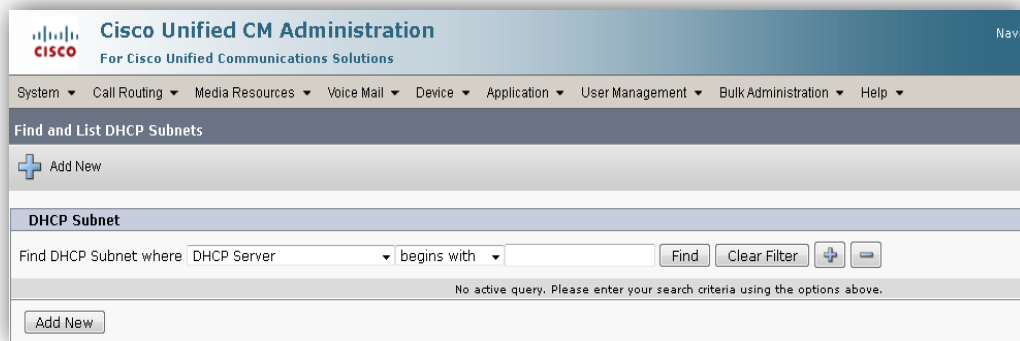 CISCO
Cisco Unified CM Administration
For Cisco Unified Communications Solutions
System Call Routing Media Resources Voice Mail Device Application User Management Bulk Administration Help
Find and List DHCP Subnets
Add New
DHCP Subnet
Find DHCP Subnet where DHCP Server begins with Find Clear Filter
No active query. Please enter your search criteria using the options above.
Add New